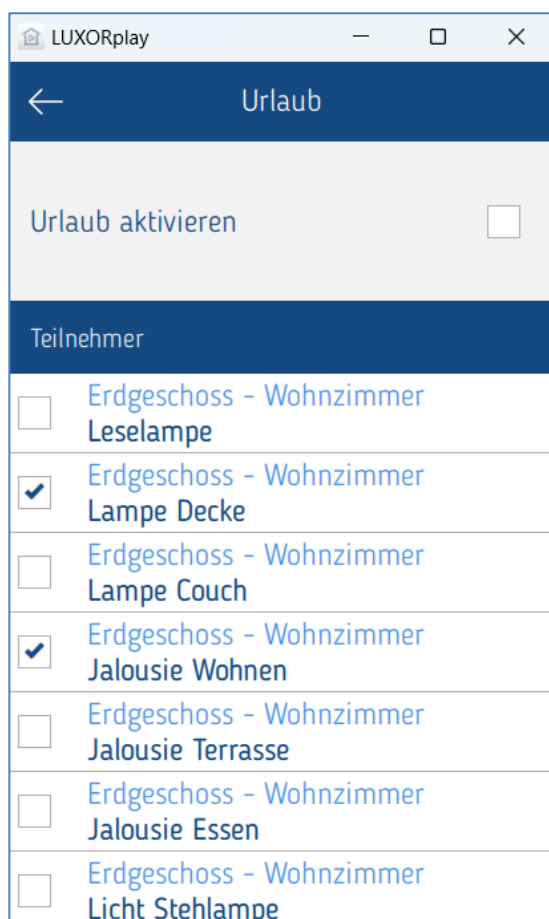 LUXORplay
Urlaub
Urlaub aktivieren
Teilnehmer
Erdgeschoss - Wohnzimmer
Leselampe
Erdgeschoss - Wohnzimmer
Lampe Decke
Erdgeschoss - Wohnzimmer
Lampe Couch
Erdgeschoss - Wohnzimmer
Jalousie Wohnen
Erdgeschoss - Wohnzimmer
Jalousie Terrasse
Erdgeschoss - Wohnzimmer
Jalousie Essen
Erdgeschoss - Wohnzimmer
Licht Stehlampe